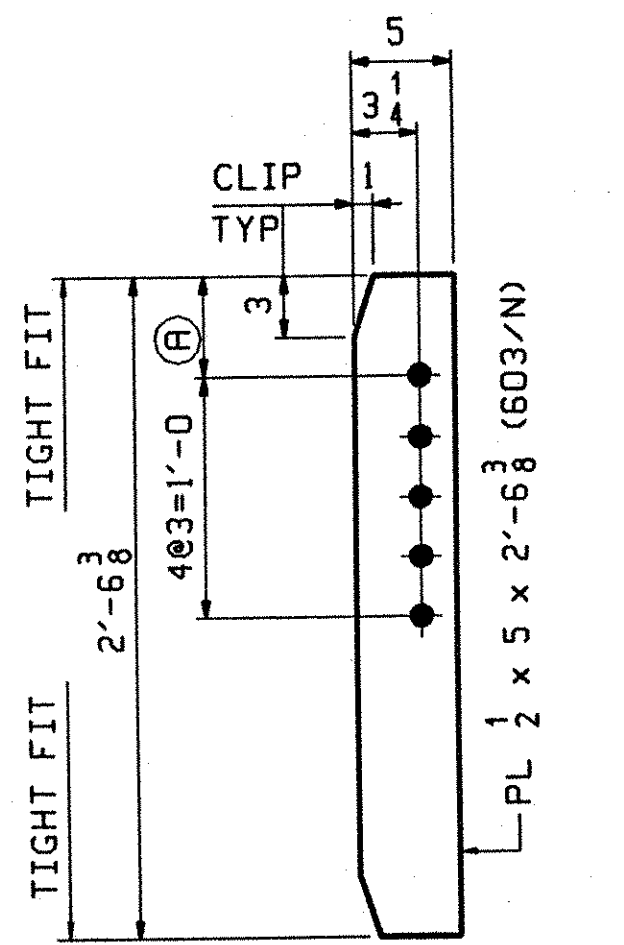 5
3 1/4
CLIP 1
TYP
3
A
TIGHT FIT
4@3=1'-0
2'-6 3/8
TIGHT FIT
PL 1/2 x 5 x 2'-6 3/8 (603/N)